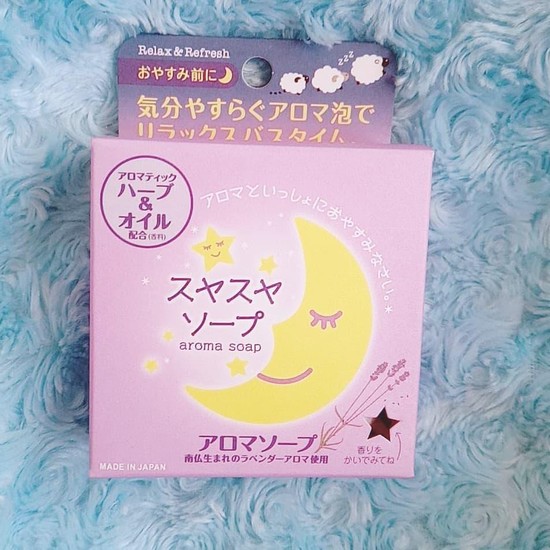 Relax & Refresh
おやすみ前に
zzz
気分やすらぐアロマ泡で
リラックスバスタイム
アロマティック
ハーブ
&
オイル
配合(香料)
アロマといっしょにおやすみなさい。
スヤスヤ
ソープ
aroma soap
アロマソープ
南仏生まれのラベンダーアロマ使用
香りを
かいでみてね
MADE IN JAPAN